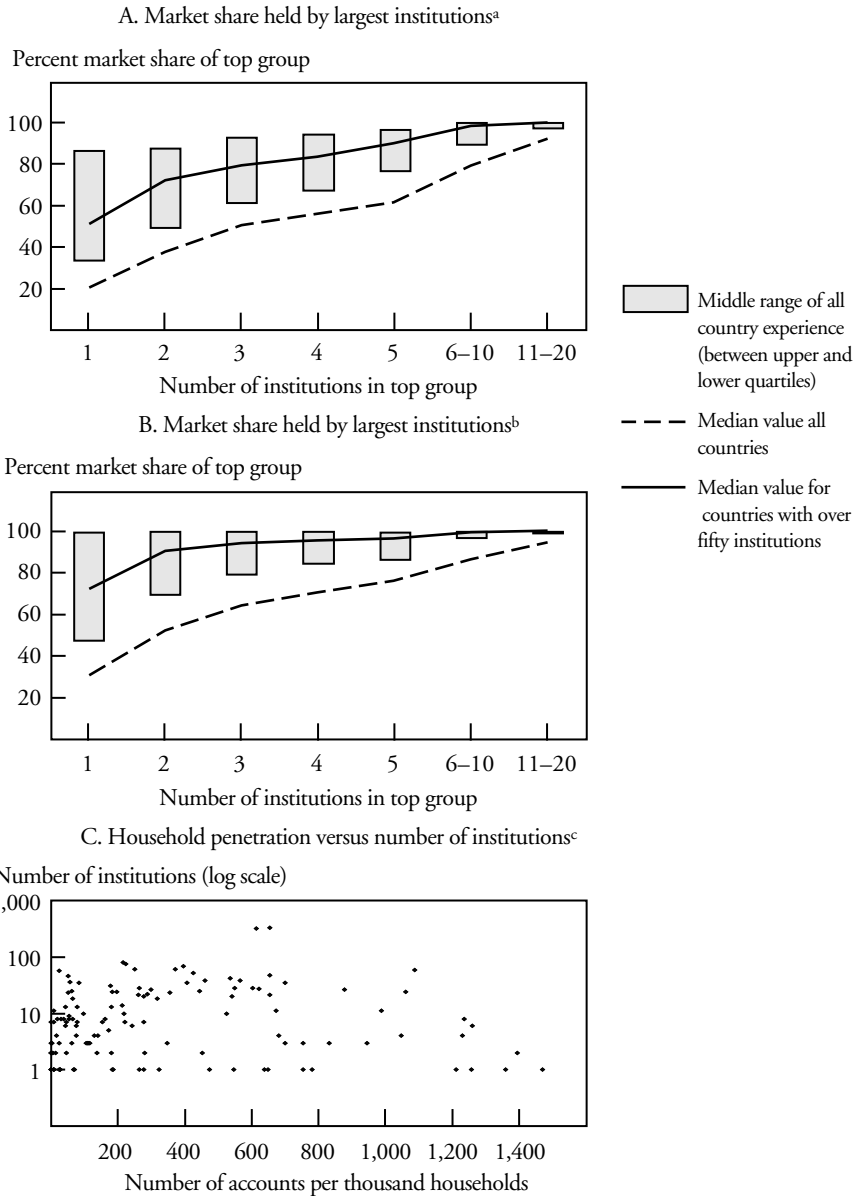 A. Market share held by largest institutionsᵃ
Percent market share of top group
100
80
60
40
20
1 2 3 4 5 6–10 11–20
Number of institutions in top group
Middle range of all
country experience
(between upper and
lower quartiles)
Median value all
countries
Median value for
countries with over
fifty institutions
B. Market share held by largest institutionsᵇ
Percent market share of top group
100
80
60
40
20
1 2 3 4 5 6–10 11–20
Number of institutions in top group
C. Household penetration versus number of institutionsᶜ
Number of institutions (log scale)
,000
100
10
1
200 400 600 800 1,000 1,200 1,400
Number of accounts per thousand households